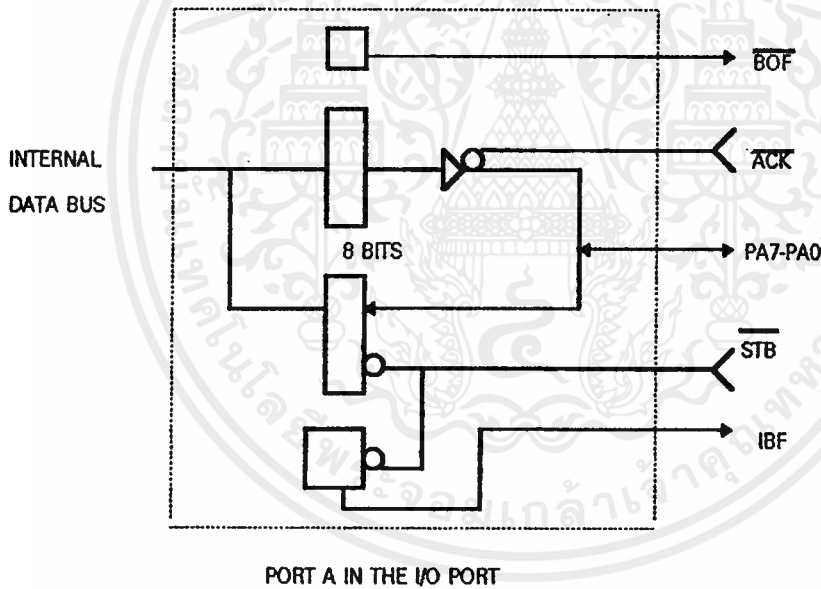 BOF
INTERNAL
DATA BUS
ACK
8 BITS
PA7-PA0
STB
IBF
PORT A IN THE I/O PORT